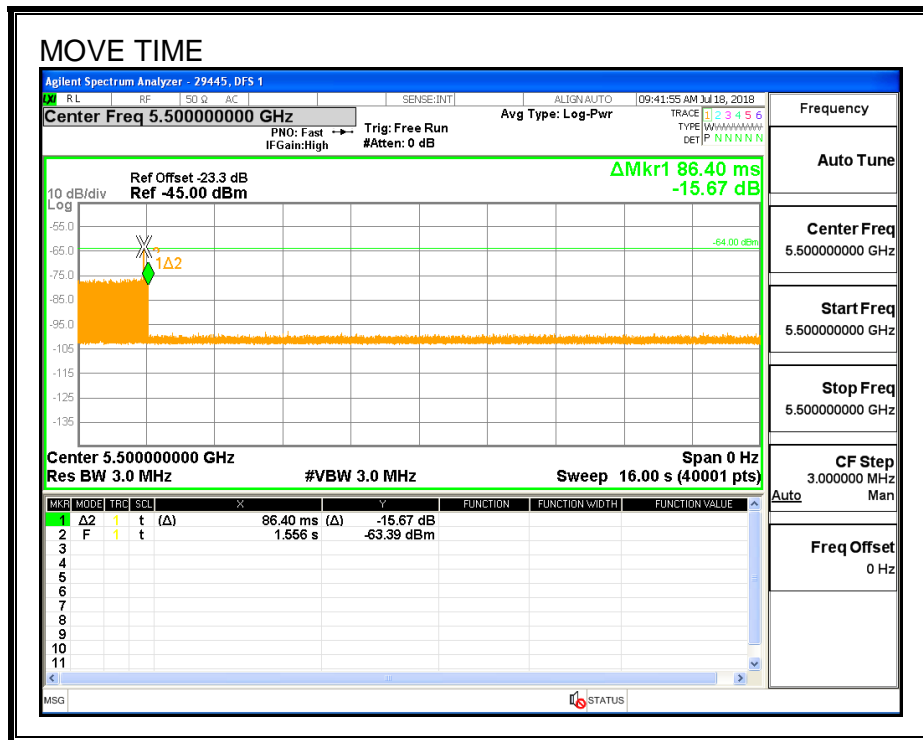 MOVE TIME
Agilent Spectrum Analyzer - 29445, DFS 1
LXI RL RF 50 Ω AC SENSE:INT ALIGN AUTO 09:41:55 AM Jul 18, 2018
Center Freq 5.500000000 GHz
PNO: Fast
IFGain:High
Trig: Free Run
#Atten: 0 dB
Avg Type: Log-Pwr
TRACE 1 2 3 4 5 6
TYPE WWWWWWW
DET P N N N N N
Ref Offset -23.3 dB
Ref -45.00 dBm
10 dB/div
Log
ΔMkr1 86.40 ms
-15.67 dB
-55.0
-65.0
-75.0
-85.0
-95.0
-105
-115
-125
-135
-64.00 dBm
2
1Δ2
Center 5.500000000 GHz Span 0 Hz
Res BW 3.0 MHz #VBW 3.0 MHz Sweep 16.00 s (40001 pts)
MKR MODE TRC SCL X Y FUNCTION FUNCTION WIDTH FUNCTION VALUE
1 Δ2 1 t (Δ) 86.40 ms (Δ) -15.67 dB
2 F 1 t 1.556 s -63.39 dBm
3
4
5
6
7
8
9
10
11
MSG STATUS
Frequency
Auto Tune
Center Freq
5.500000000 GHz
Start Freq
5.500000000 GHz
Stop Freq
5.500000000 GHz
CF Step
3.000000 MHz
Auto Man
Freq Offset
0 Hz